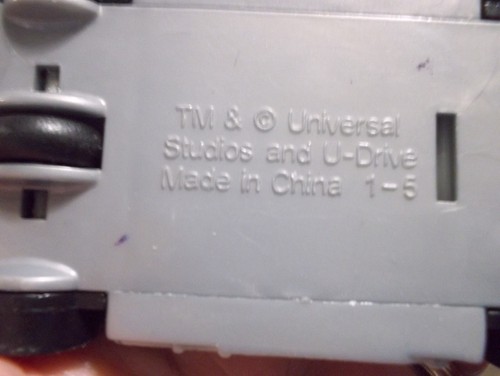 TM & © Universal
Studios and U-Drive
Made in China 1-5